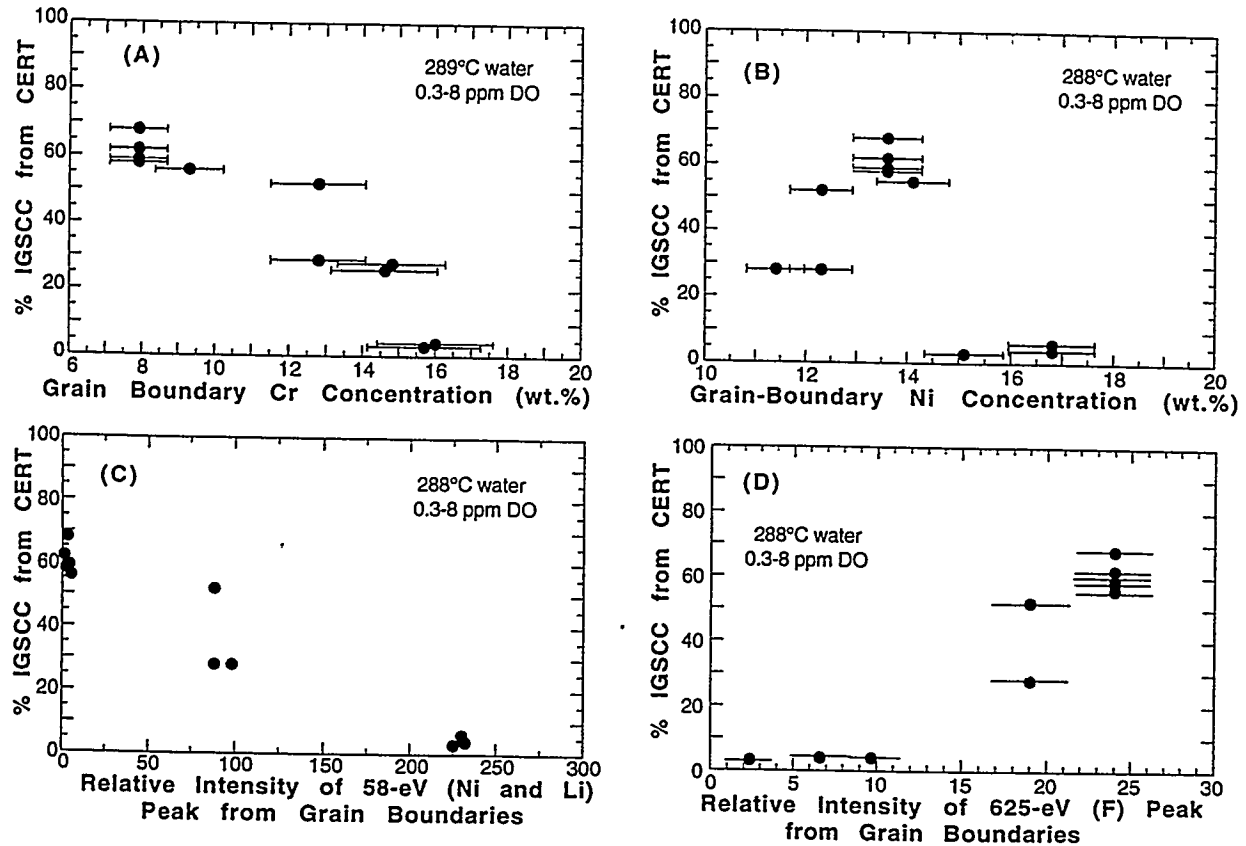 (A)
289°C water
0.3-8 ppm DO
% IGSCC from CERT
100
80
60
40
20
0
6 8 10 12 14 16 18 20
Grain Boundary Cr Concentration (wt.%)
(B)
288°C water
0.3-8 ppm DO
% IGSCC from CERT
100
80
60
40
20
0
10 12 14 16 18 20
Grain-Boundary Ni Concentration (wt.%)
(C)
288°C water
0.3-8 ppm DO
% IGSCC from CERT
100
80
60
40
20
0
0 50 100 150 200 250 300
Relative Intensity of 58-eV (Ni and Li)
Peak from Grain Boundaries
(D)
288°C water
0.3-8 ppm DO
% IGSCC from CERT
100
80
60
40
20
0
0 5 10 15 20 25 30
Relative Intensity of 625-eV (F) Peak
from Grain Boundaries